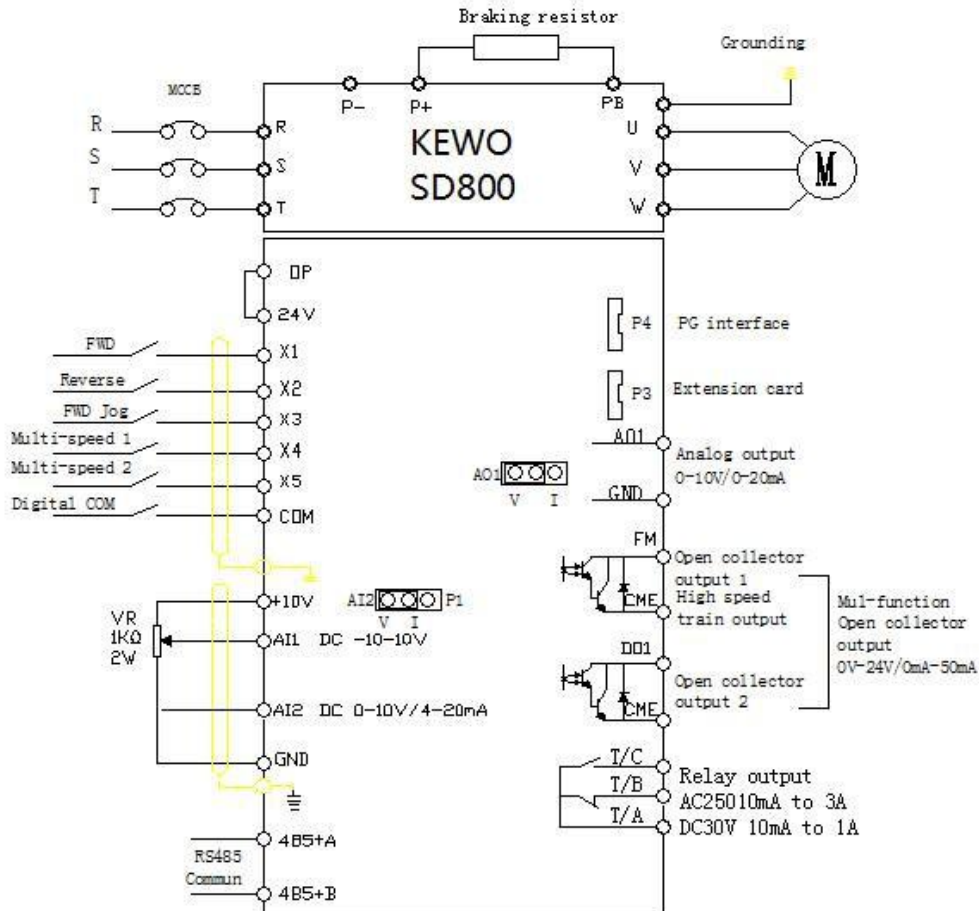 Braking resistor
Grounding
MCCB
P-
P+
PB
R
S
T
R
S
T
KEWO
SD800
U
V
W
M
OP
24V
X1
X2
X3
X4
X5
COM
FWD
Reverse
FWD Jog
Multi-speed 1
Multi-speed 2
Digital COM
P4
PG interface
P3
Extension card
AO1
Analog output
0-10V/0-20mA
AO1
V I
GND
FM
Open collector
output 1
High speed
train output
CME
DO1
Open collector
output 2
CME
Mul-function
Open collector
output
0V-24V/0mA-50mA
+10V
AI2
P1
V I
VR
1KΩ
2W
AI1 DC -10-10V
AI2 DC 0-10V/4-20mA
GND
T/C
T/B
T/A
Relay output
AC25010mA to 3A
DC30V 10mA to 1A
RS485
Commun
485+A
485+B